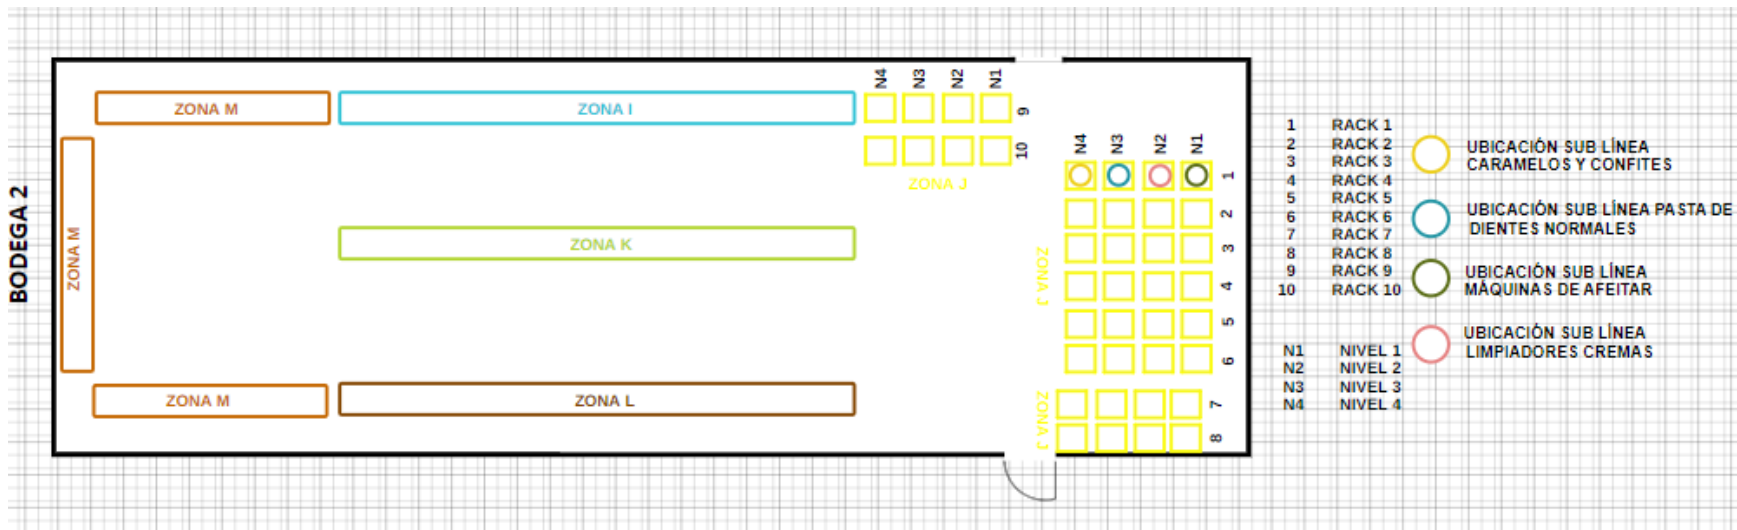 BODEGA 2
ZONA M
ZONA I
N4 N3 N2 N1
9
10
ZONA J
ZONA M
ZONA K
ZONA M
ZONA L
N4 N3 N2 N1
1
2
3
4
5
6
ZONA J
7
8
ZONA J
1 RACK 1
2 RACK 2
3 RACK 3
4 RACK 4
5 RACK 5
6 RACK 6
7 RACK 7
8 RACK 8
9 RACK 9
10 RACK 10
N1 NIVEL 1
N2 NIVEL 2
N3 NIVEL 3
N4 NIVEL 4
UBICACIÓN SUB LÍNEA
CARAMELOS Y CONFITES
UBICACIÓN SUB LÍNEA PASTA DE
DIENTES NORMALES
UBICACIÓN SUB LÍNEA
MÁQUINAS DE AFEITAR
UBICACIÓN SUB LÍNEA
LIMPIADORES CREMAS